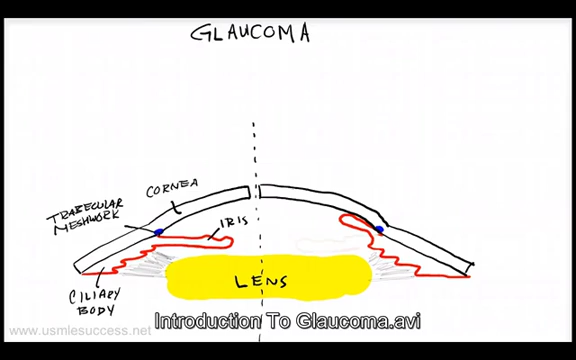 GLAUCOMA
CORNEA
TRABECULAR
MESHWORK
IRIS
LENS
CILIARY
BODY
Introduction To Glaucoma.avi
www.usmlesuccess.net